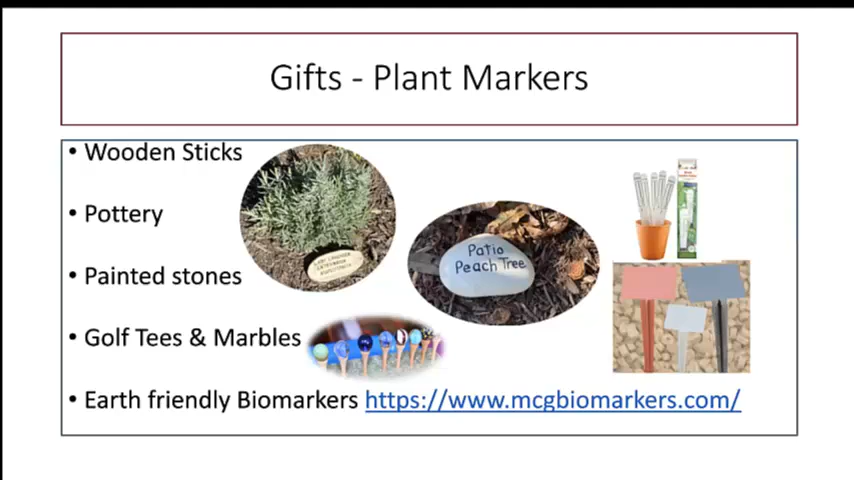 Gifts - Plant Markers
• Wooden Sticks
• Pottery
• Painted stones
• Golf Tees & Marbles
• Earth friendly Biomarkers https://www.mcgbiomarkers.com/
Patio
Peach Tree